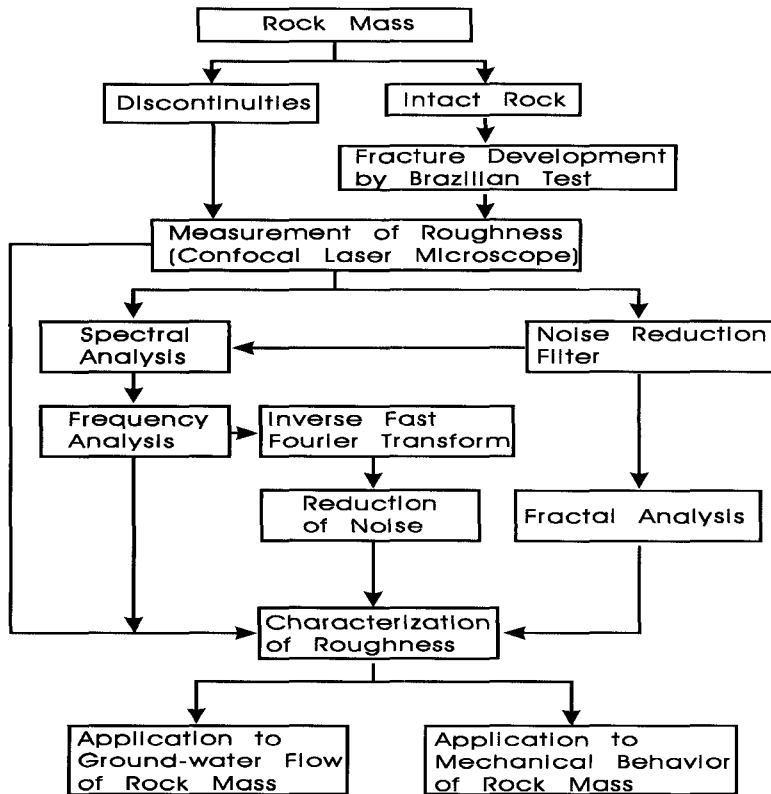 Rock Mass
Discontinuities
Intact Rock
Fracture Development
by Brazilian Test
Measurement of Roughness
(Confocal Laser Microscope)
Spectral
Analysis
Noise Reduction
Filter
Frequency
Analysis
Inverse Fast
Fourier Transform
Reduction
of Noise
Fractal Analysis
Characterization
of Roughness
Application to
Ground-water Flow
of Rock Mass
Application to
Mechanical Behavior
of Rock Mass